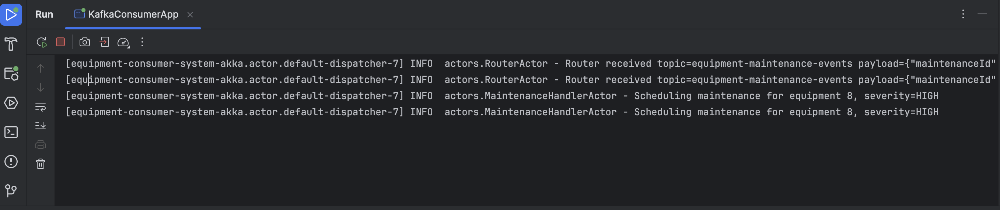 Run KafkaConsumerApp
[equipment-consumer-system-akka.actor.default-dispatcher-7] INFO  actors.RouterActor - Router received topic=equipment-maintenance-events payload={"maintenanceId"
[equipment-consumer-system-akka.actor.default-dispatcher-7] INFO  actors.RouterActor - Router received topic=equipment-maintenance-events payload={"maintenanceId"
[equipment-consumer-system-akka.actor.default-dispatcher-7] INFO  actors.MaintenanceHandlerActor - Scheduling maintenance for equipment 8, severity=HIGH
[equipment-consumer-system-akka.actor.default-dispatcher-7] INFO  actors.MaintenanceHandlerActor - Scheduling maintenance for equipment 8, severity=HIGH